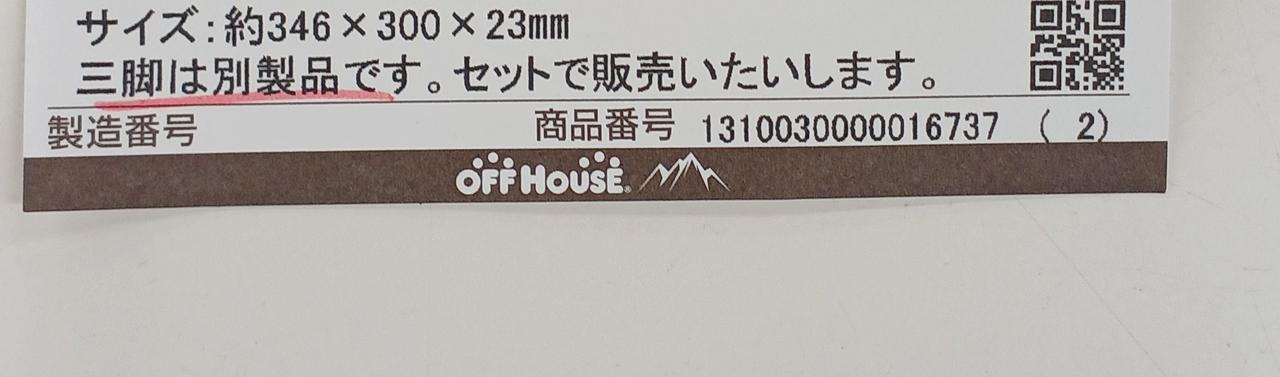 サイズ:約346×300×23mm
三脚は別製品です。セットで販売いたいします。
製造番号 商品番号 1310030000016737 ( 2)
OFF HOUSE®